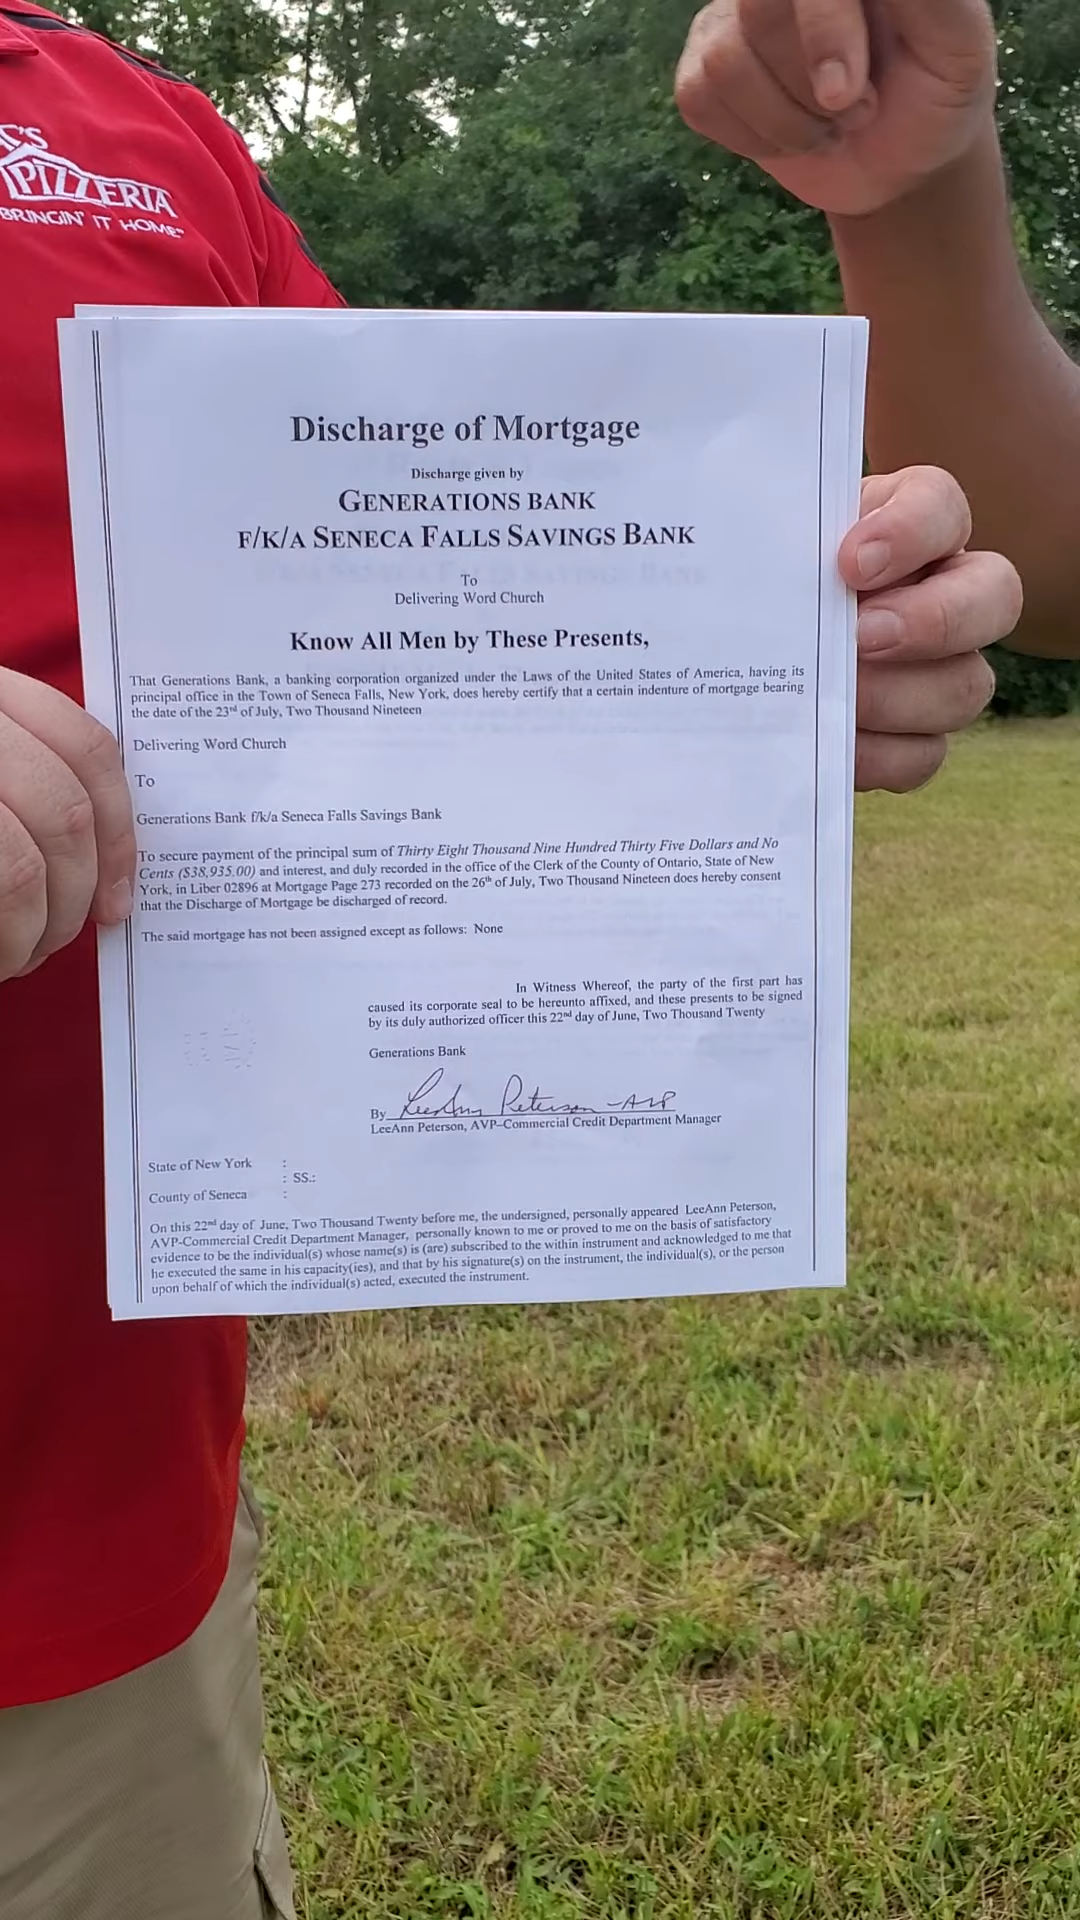 C'S
PIZZERIA
BRINGIN' IT HOME
Discharge of Mortgage
Discharge given by
GENERATIONS BANK
F/K/A SENECA FALLS SAVINGS BANK
To
Delivering Word Church
Know All Men by These Presents,
That Generations Bank, a banking corporation organized under the Laws of the United States of America, having its
principal office in the Town of Seneca Falls, New York, does hereby certify that a certain indenture of mortgage bearing
the date of the 23rd of July, Two Thousand Nineteen
Delivering Word Church
To
Generations Bank f/k/a Seneca Falls Savings Bank
To secure payment of the principal sum of Thirty Eight Thousand Nine Hundred Thirty Five Dollars and No
Cents ($38,935.00) and interest, and duly recorded in the office of the Clerk of the County of Ontario, State of New
York, in Liber 02896 at Mortgage Page 273 recorded on the 26th of July, Two Thousand Nineteen does hereby consent
that the Discharge of Mortgage be discharged of record.
The said mortgage has not been assigned except as follows: None
In Witness Whereof, the party of the first part has
caused its corporate seal to be hereunto affixed, and these presents to be signed
by its duly authorized officer this 22nd day of June, Two Thousand Twenty
Generations Bank
By LeeAnn Peterson - AVP
LeeAnn Peterson, AVP–Commercial Credit Department Manager
State of New York :
: SS.:
County of Seneca :
On this 22nd day of June, Two Thousand Twenty before me, the undersigned, personally appeared LeeAnn Peterson,
AVP-Commercial Credit Department Manager, personally known to me or proved to me on the basis of satisfactory
evidence to be the individual(s) whose name(s) is (are) subscribed to the within instrument and acknowledged to me that
he executed the same in his capacity(ies), and that by his signature(s) on the instrument, the individual(s), or the person
upon behalf of which the individual(s) acted, executed the instrument.